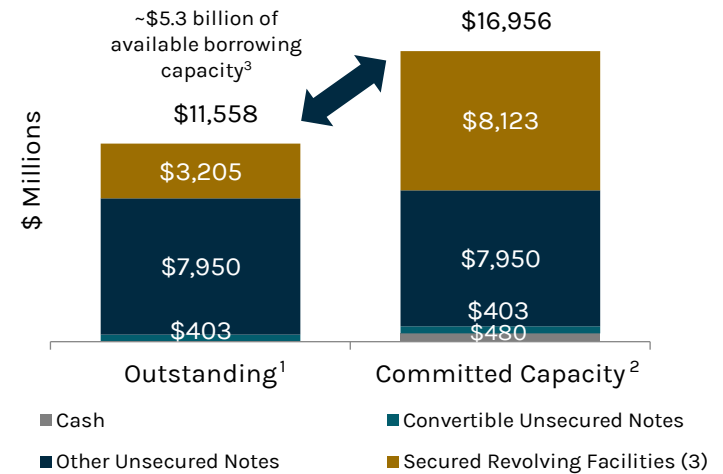 ~$5.3 billion of
available borrowing
capacity3
$16,956
$11,558
$ Millions
$3,205
$7,950
$403
$8,123
$7,950
$403
$480
Outstanding1
Committed Capacity2
Cash
Convertible Unsecured Notes
Other Unsecured Notes
Secured Revolving Facilities (3)